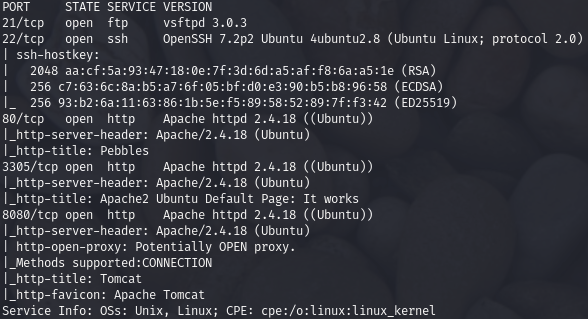 PORT     STATE SERVICE VERSION
21/tcp   open  ftp     vsftpd 3.0.3
22/tcp   open  ssh     OpenSSH 7.2p2 Ubuntu 4ubuntu2.8 (Ubuntu Linux; protocol 2.0)
| ssh-hostkey:
|   2048 aa:cf:5a:93:47:18:0e:7f:3d:6d:a5:af:f8:6a:a5:1e (RSA)
|   256 c7:63:6c:8a:b5:a7:6f:05:bf:d0:e3:90:b5:b8:96:58 (ECDSA)
|_  256 93:b2:6a:11:63:86:1b:5e:f5:89:58:52:89:7f:f3:42 (ED25519)
80/tcp   open  http    Apache httpd 2.4.18 ((Ubuntu))
|_http-server-header: Apache/2.4.18 (Ubuntu)
|_http-title: Pebbles
3305/tcp open  http    Apache httpd 2.4.18 ((Ubuntu))
|_http-server-header: Apache/2.4.18 (Ubuntu)
|_http-title: Apache2 Ubuntu Default Page: It works
8080/tcp open  http    Apache httpd 2.4.18 ((Ubuntu))
|_http-server-header: Apache/2.4.18 (Ubuntu)
| http-open-proxy: Potentially OPEN proxy.
|_Methods supported:CONNECTION
|_http-title: Tomcat
|_http-favicon: Apache Tomcat
Service Info: OSs: Unix, Linux; CPE: cpe:/o:linux:linux_kernel